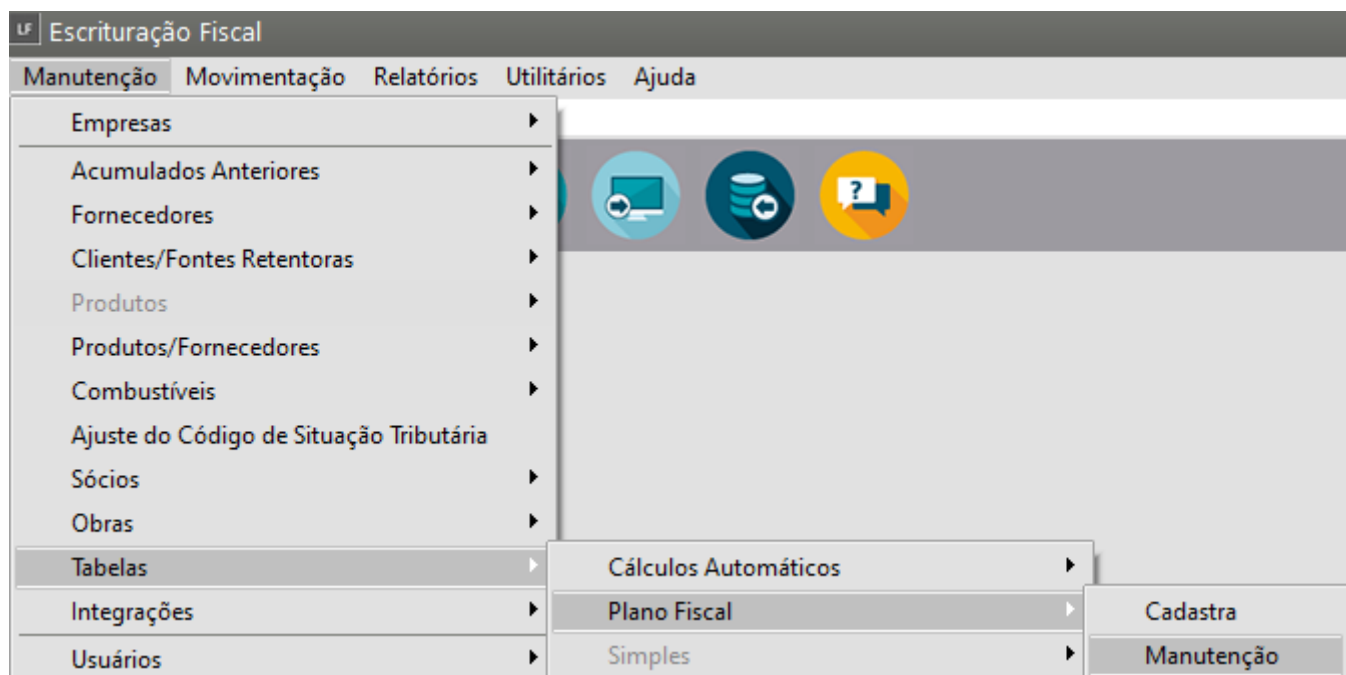 LF Escrituração Fiscal
Manutenção Movimentação Relatórios Utilitários Ajuda
Empresas
Acumulados Anteriores
Fornecedores
Clientes/Fontes Retentoras
Produtos
Produtos/Fornecedores
Combustíveis
Ajuste do Código de Situação Tributária
Sócios
Obras
Tabelas
Integrações
Usuários
Cálculos Automáticos
Plano Fiscal
Simples
Cadastra
Manutenção
?